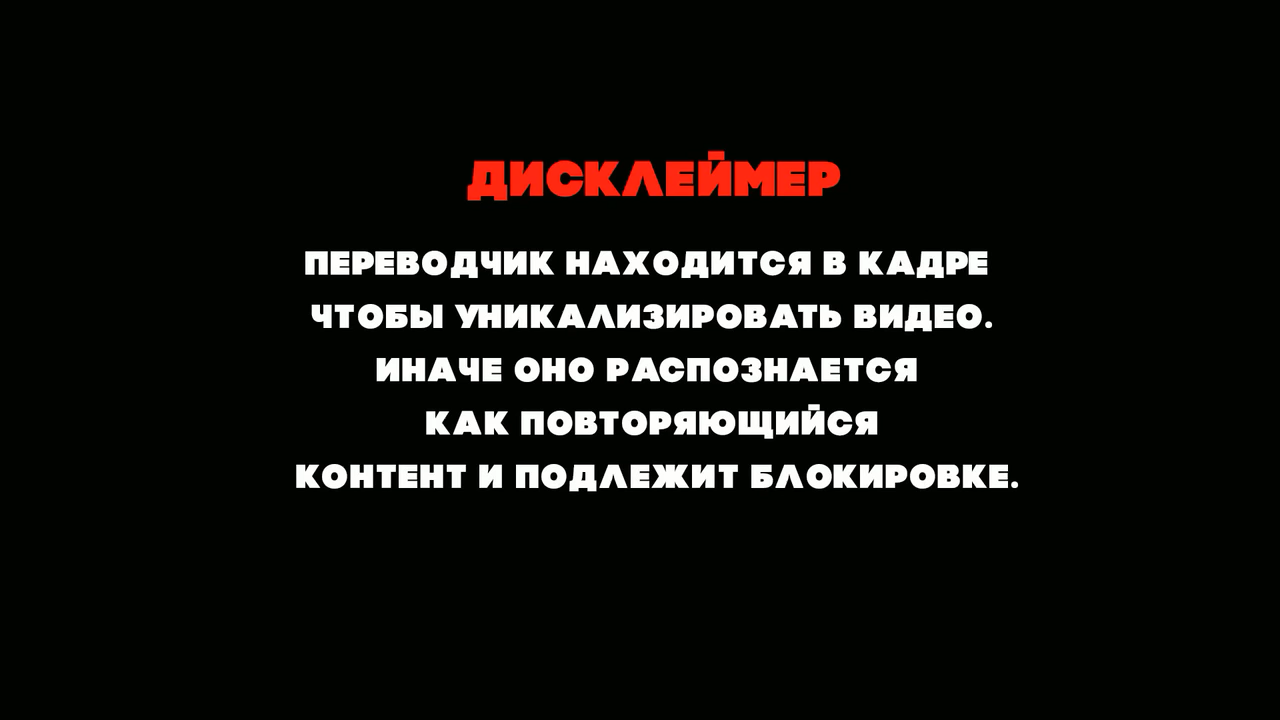 ДИСКЛЕЙМЕР
ПЕРЕВОДЧИК НАХОДИТСЯ В КАДРЕ
ЧТОБЫ УНИКАЛИЗИРОВАТЬ ВИДЕО.
ИНАЧЕ ОНО РАСПОЗНАЕТСЯ
КАК ПОВТОРЯЮЩИЙСЯ
КОНТЕНТ И ПОДЛЕЖИТ БЛОКИРОВКЕ.